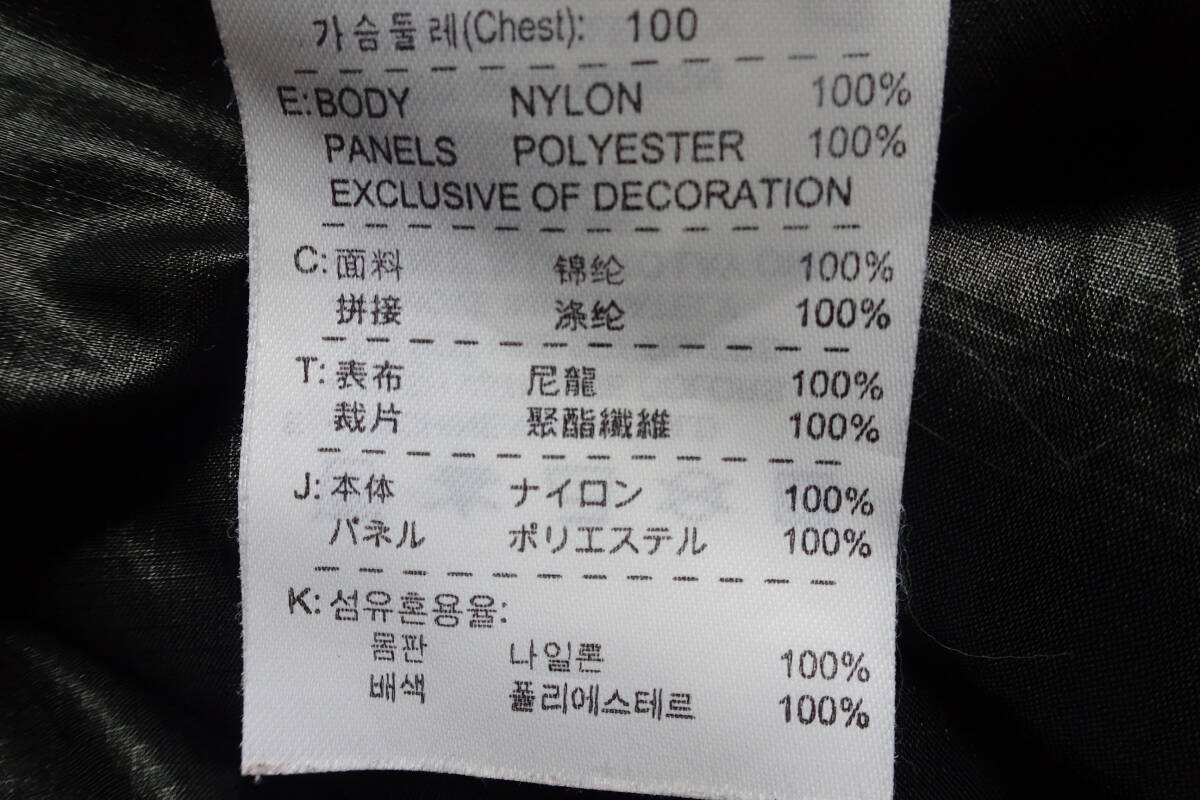 가슴둘레(Chest): 100
E: BODY NYLON 100%
PANELS POLYESTER 100%
EXCLUSIVE OF DECORATION
C: 面料 锦纶 100%
拼接 涤纶 100%
T: 表布 尼龍 100%
裁片 聚酯纖維 100%
J: 本体 ナイロン 100%
パネル ポリエステル 100%
K: 섬유혼용율:
몸판 나일론 100%
배색 폴리에스테르 100%